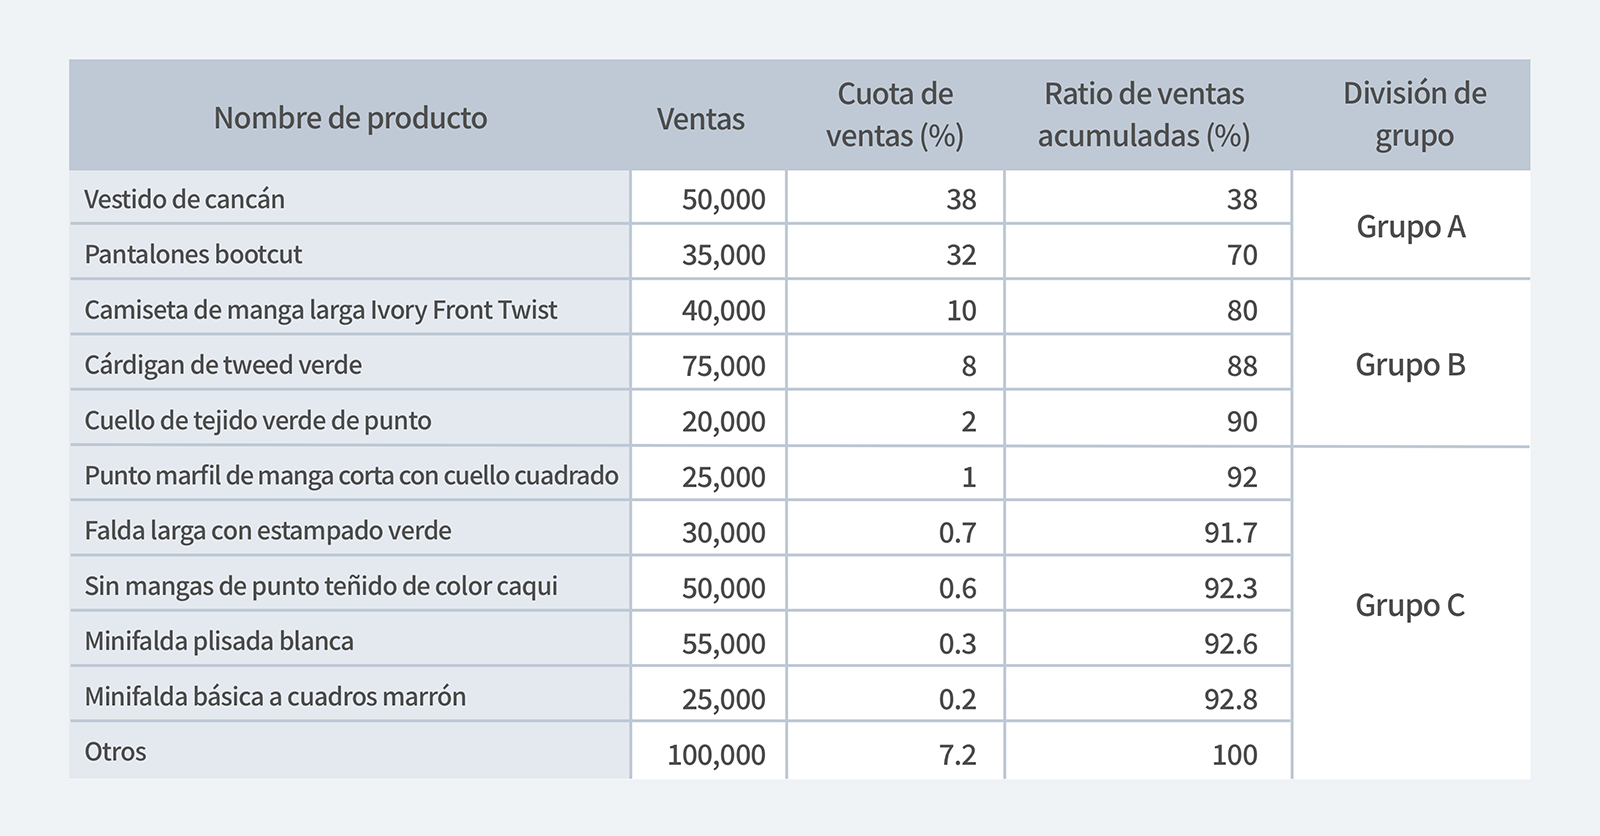 Nombre de producto Ventas Cuota de ventas (%) Ratio de ventas acumuladas (%) División de grupo
Vestido de cancán 50,000 38 38 Grupo A
Pantalones bootcut 35,000 32 70
Camiseta de manga larga Ivory Front Twist 40,000 10 80
Cárdigan de tweed verde 75,000 8 88 Grupo B
Cuello de tejido verde de punto 20,000 2 90
Punto marfil de manga corta con cuello cuadrado 25,000 1 92
Falda larga con estampado verde 30,000 0.7 91.7
Sin mangas de punto teñido de color caqui 50,000 0.6 92.3 Grupo C
Minifalda plisada blanca 55,000 0.3 92.6
Minifalda básica a cuadros marrón 25,000 0.2 92.8
Otros 100,000 7.2 100